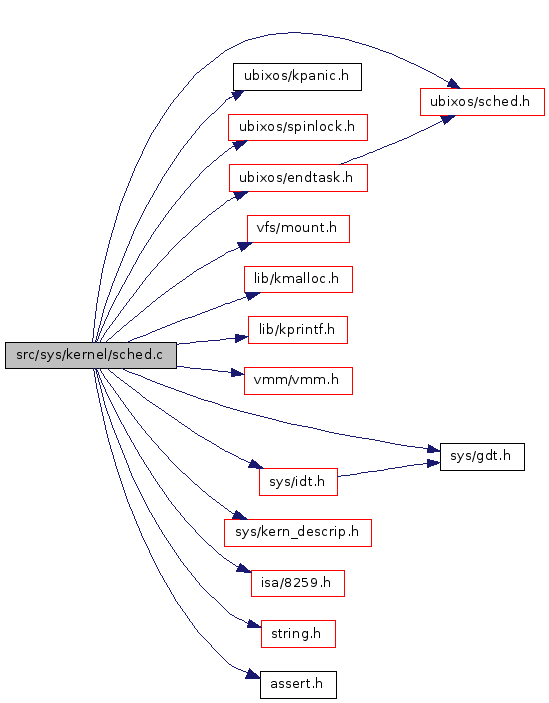 ubixos/kpanic.h
ubixos/sched.h
ubixos/spinlock.h
ubixos/endtask.h
vfs/mount.h
lib/kmalloc.h
lib/kprintf.h
src/sys/kernel/sched.c
vmm/vmm.h
sys/gdt.h
sys/idt.h
sys/kern_descrip.h
isa/8259.h
string.h
assert.h